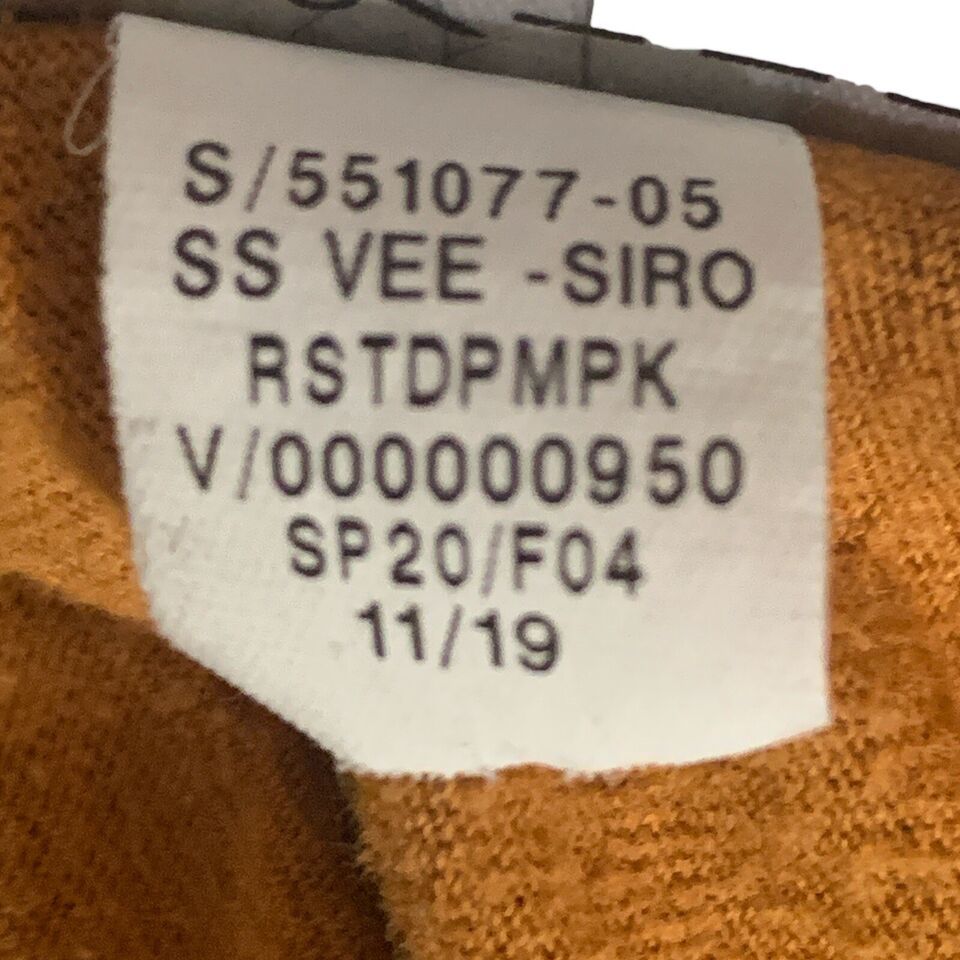 S/551077-05
SS VEE -SIRO
RSTDPMPK
V/000000950
SP20/F04
11/19